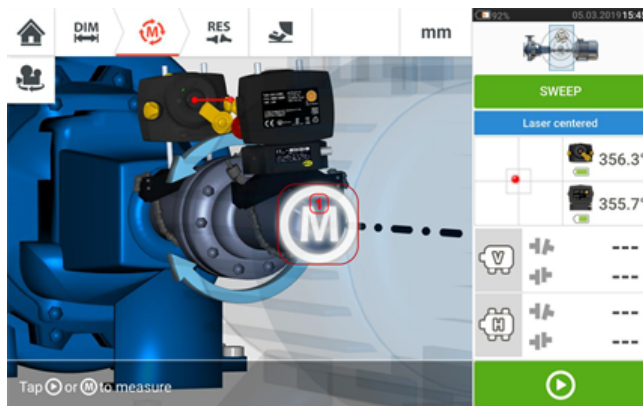 DIM
M
RES
mm
92%
05.03.2019 15:4
SWEEP
Laser centered
356.3°
355.7°
1
M
V
---
---
H
---
---
Tap or M to measure